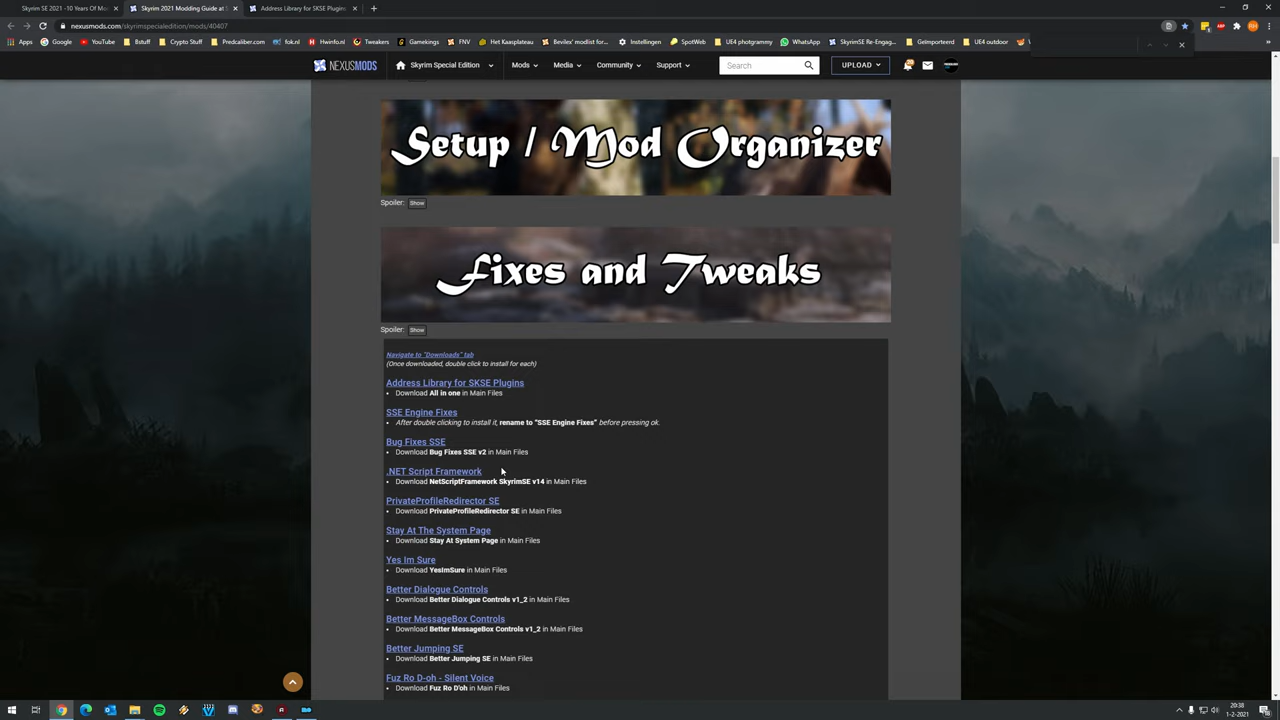 Skyrim SE 2021 -10 Years Of Mod
Skyrim 2021 Modding Guide at S
Address Library for SKSE Plugins
nexusmods.com/skyrimspecialedition/mods/40407
Apps Google YouTube Bstuff Crypto Stuff Predcaliber.com fok.nl Hwinfo.nl Tweakers Gamekings FNV Het Kaasplateau Bevilex' modlist for... Instellingen SpotWeb UE4 photogrammy WhatsApp SkyrimSE Re-Engag... Geïmporteerd UE4 outdoor
NEXUSMODS Skyrim Special Edition Mods Media Community Support Search UPLOAD
Setup / Mod Organizer
Spoiler: Show
Fixes and Tweaks
Spoiler: Show
Navigate to "Downloads" tab
(Once downloaded, double click to install for each)
Address Library for SKSE Plugins
• Download All in one in Main Files
SSE Engine Fixes
• After double clicking to install it, rename to "SSE Engine Fixes" before pressing ok.
Bug Fixes SSE
• Download Bug Fixes SSE v2 in Main Files
.NET Script Framework
• Download NetScriptFramework SkyrimSE v14 in Main Files
PrivateProfileRedirector SE
• Download PrivateProfileRedirector SE in Main Files
Stay At The System Page
• Download Stay At System Page in Main Files
Yes Im Sure
• Download YesImSure in Main Files
Better Dialogue Controls
• Download Better Dialogue Controls v1_2 in Main Files
Better MessageBox Controls
• Download Better MessageBox Controls v1_2 in Main Files
Better Jumping SE
• Download Better Jumping SE in Main Files
Fuz Ro D-oh - Silent Voice
• Download Fuz Ro D'oh in Main Files
20:38
1-2-2021